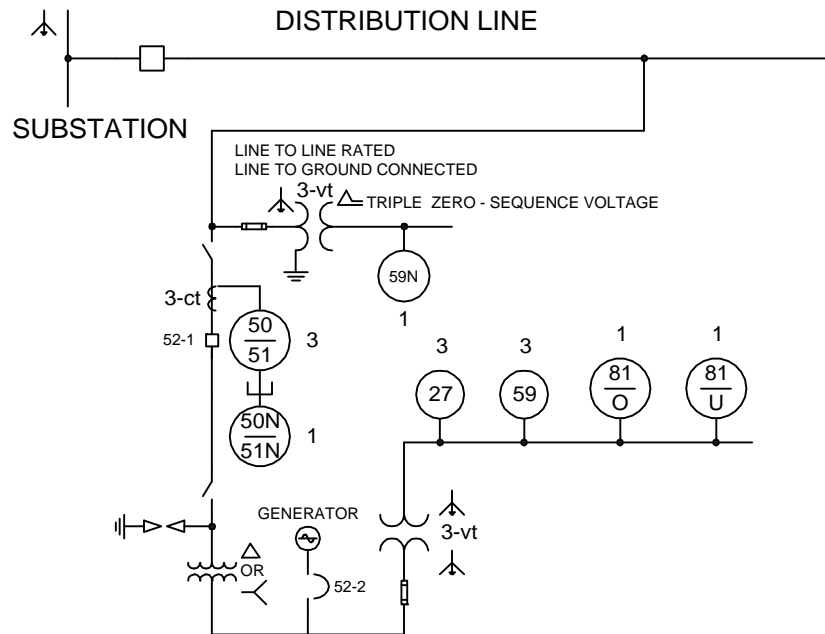 DISTRIBUTION LINE
SUBSTATION
LINE TO LINE RATED
LINE TO GROUND CONNECTED
3-vt
TRIPLE ZERO - SEQUENCE VOLTAGE
59N
1
3-ct
52-1
50
51
3
50N
51N
1
3
3
1
1
27
59
81
O
81
U
GENERATOR
3-vt
OR
52-2